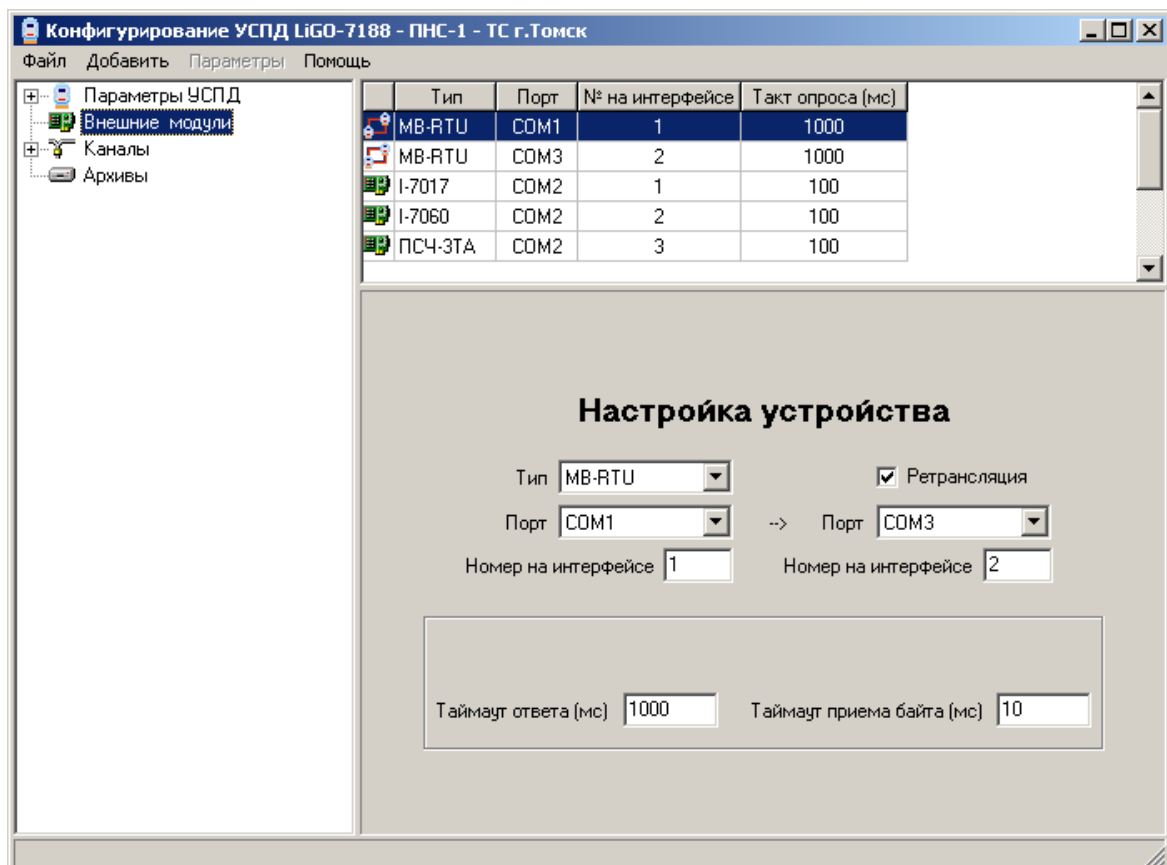 Конфигурирование УСПД LiGO-7188 - ПНС-1 - ТС г.Томск
Файл Добавить Параметры Помощь
Параметры УСПД
Внешние модули
Каналы
Архивы
Тип Порт № на интерфейсе Такт опроса (мс)
MB-RTU COM1 1 1000
MB-RTU COM3 2 1000
I-7017 COM2 1 100
I-7060 COM2 2 100
ПСЧ-3ТА COM2 3 100
Настройка устройства
Тип MB-RTU Ретрансляция
Порт COM1 --> Порт COM3
Номер на интерфейсе 1 Номер на интерфейсе 2
Таймаут ответа (мс) 1000 Таймаут приема байта (мс) 10